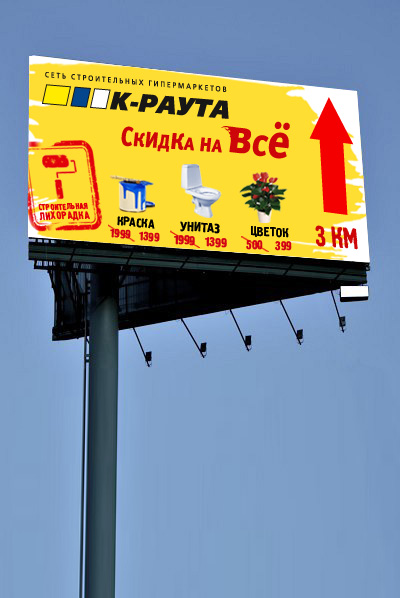 СЕТЬ СТРОИТЕЛЬНЫХ ГИПЕРМАРКЕТОВ
К-РАУТА
Скидка на Всё
СТРОИТЕЛЬНАЯ
ЛИХОРАДКА
КРАСКА
1999 1399
УНИТАЗ
1999 1399
ЦВЕТОК
500 399
3 КМ